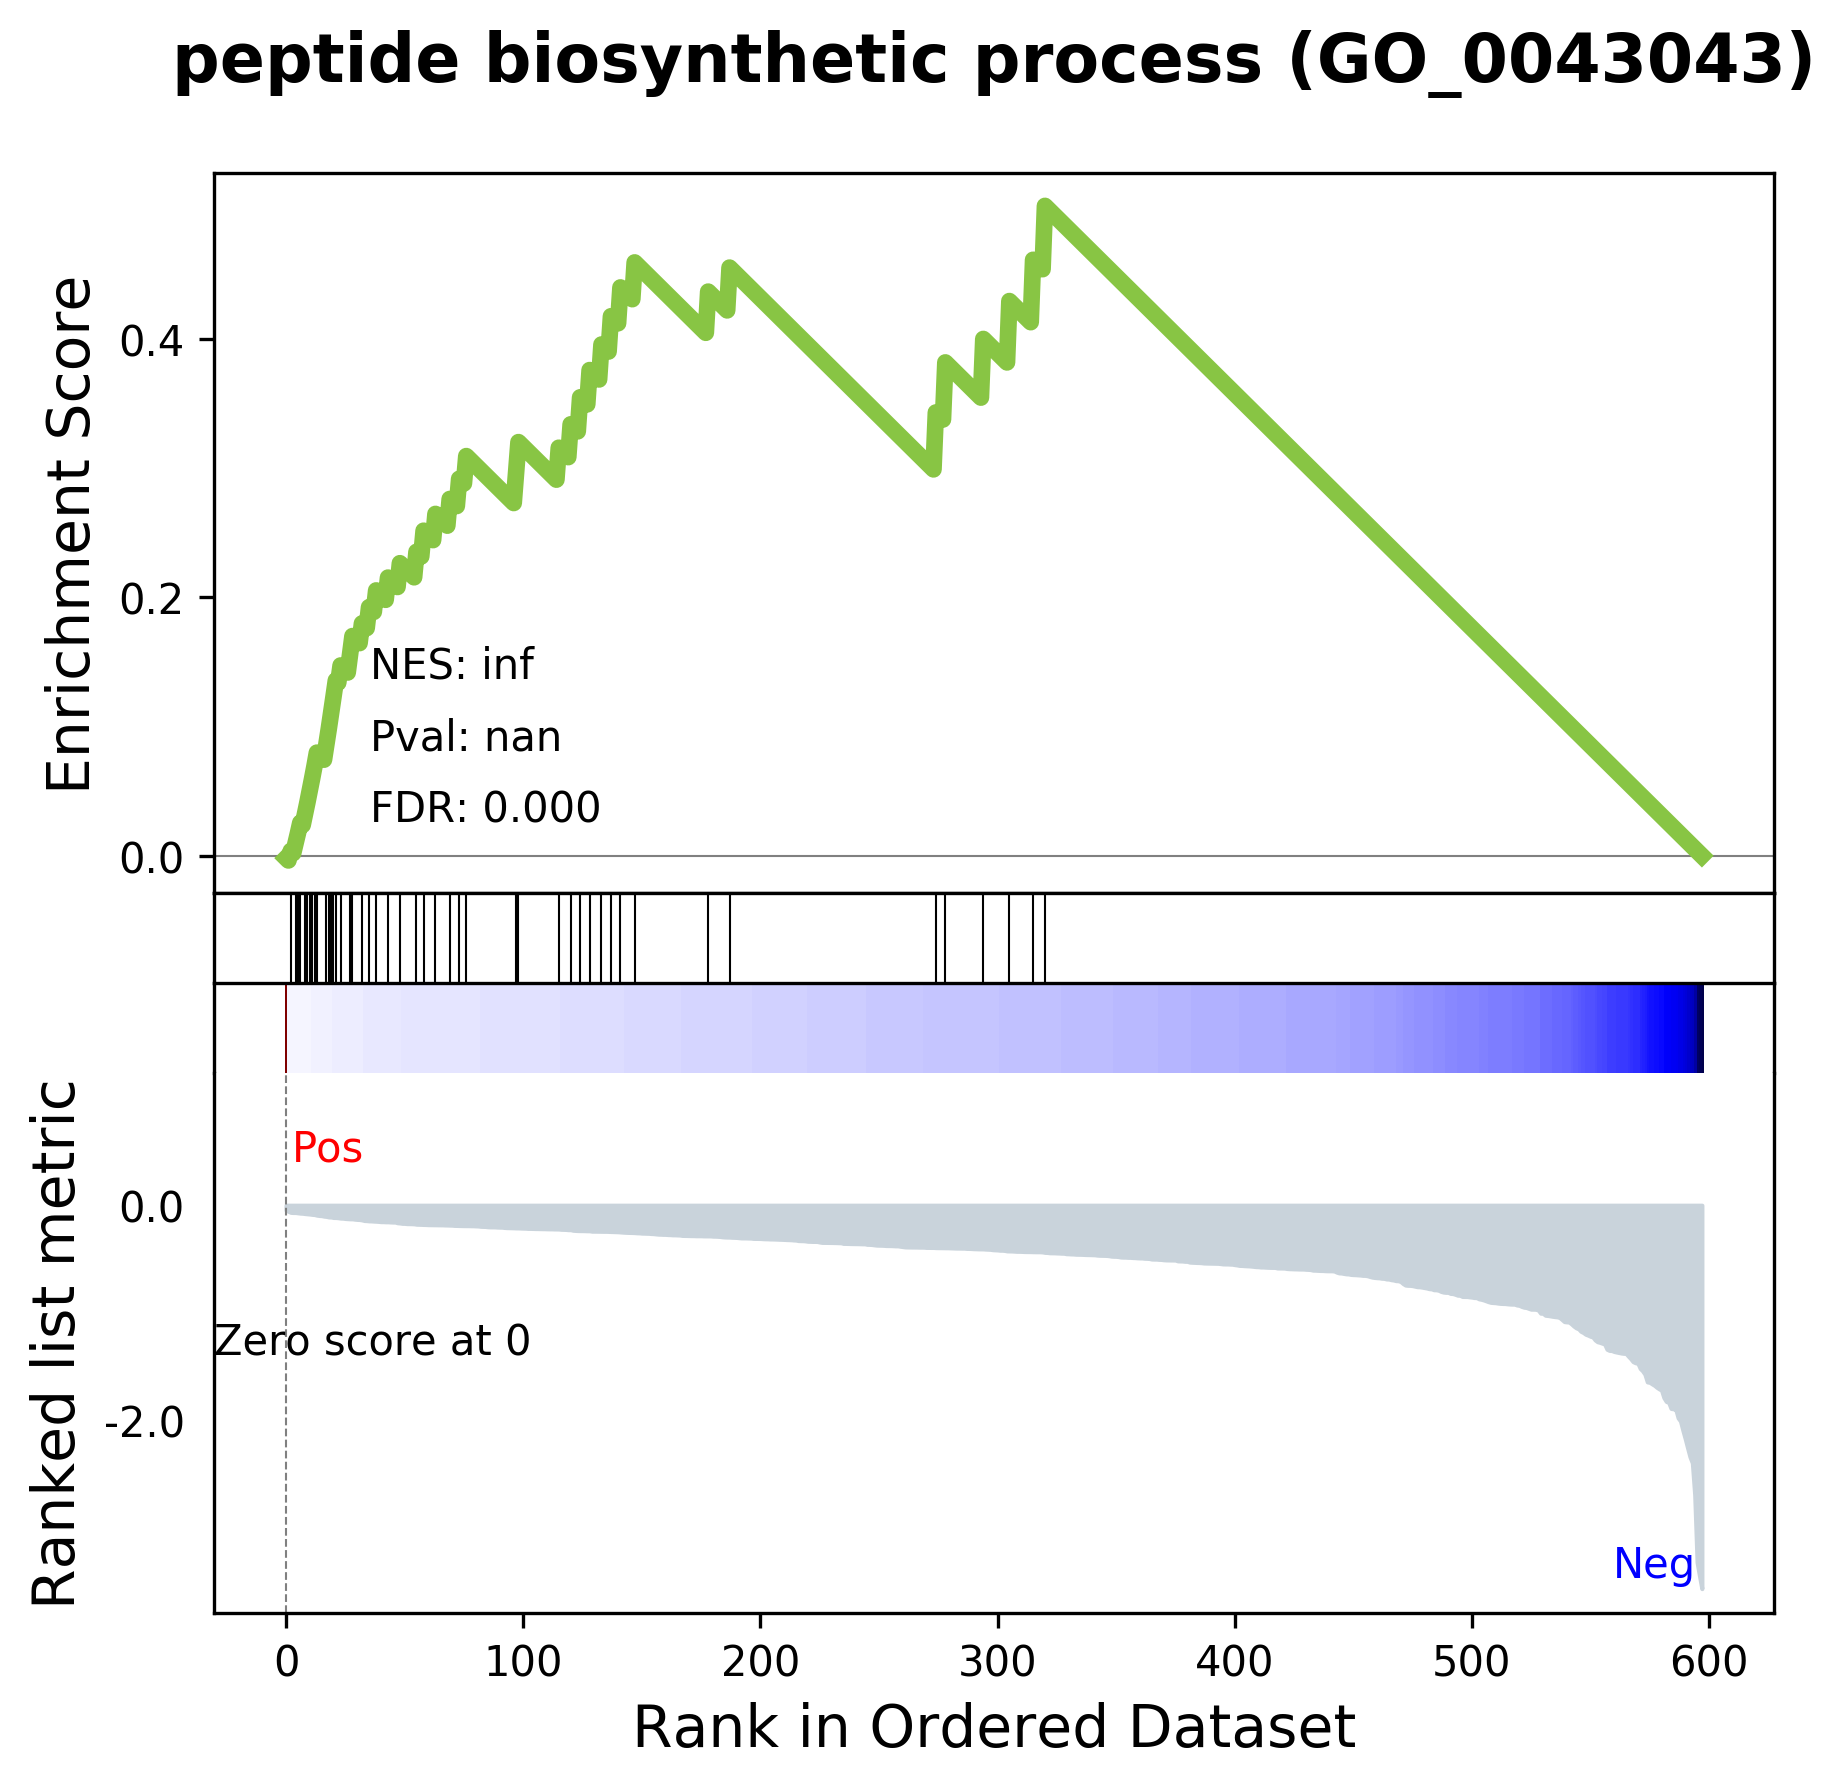 peptide biosynthetic process (GO_0043043)
Enrichment Score
0.4
0.2
0.0
NES: inf
Pval: nan
FDR: 0.000
Ranked list metric
Pos
0.0
Zero score at 0
-2.0
Neg
0 100 200 300 400 500 600
Rank in Ordered Dataset